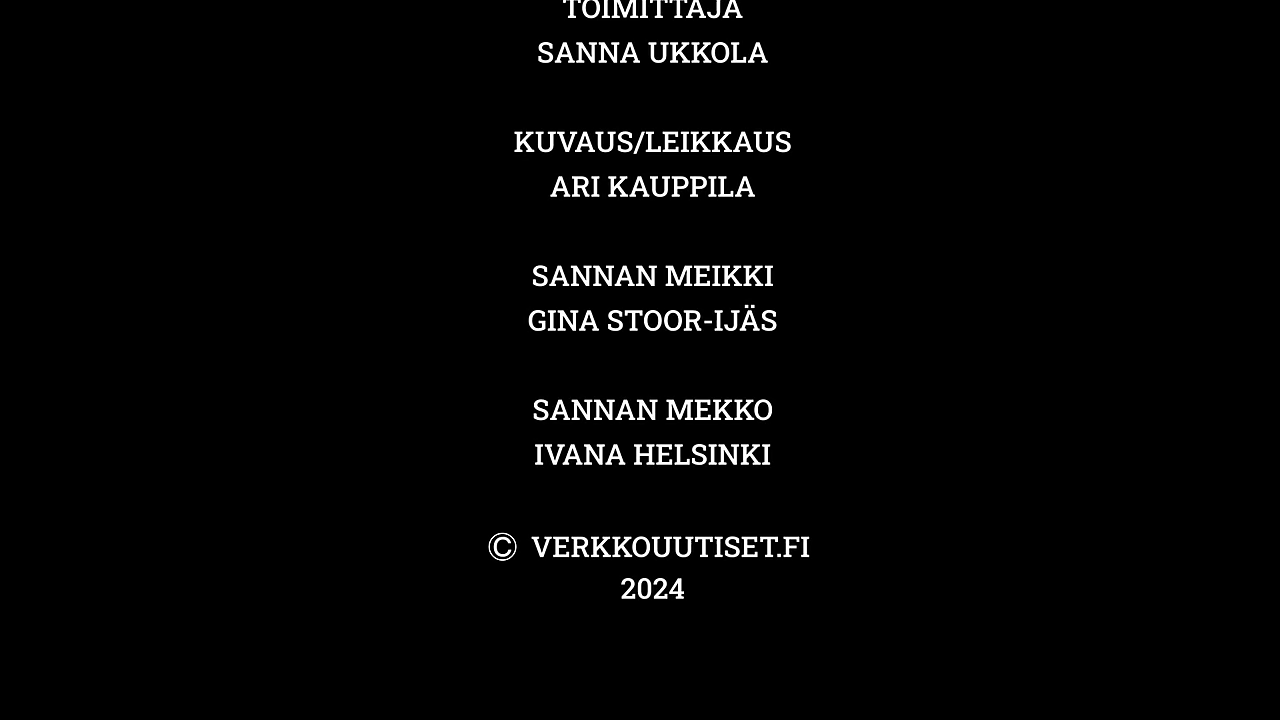 TOIMITTAJA
SANNA UKKOLA
KUVAUS/LEIKKAUS
ARI KAUPPILA
SANNAN MEIKKI
GINA STOOR-IJÄS
SANNAN MEKKO
IVANA HELSINKI
© VERKKOUUTISET.FI
2024